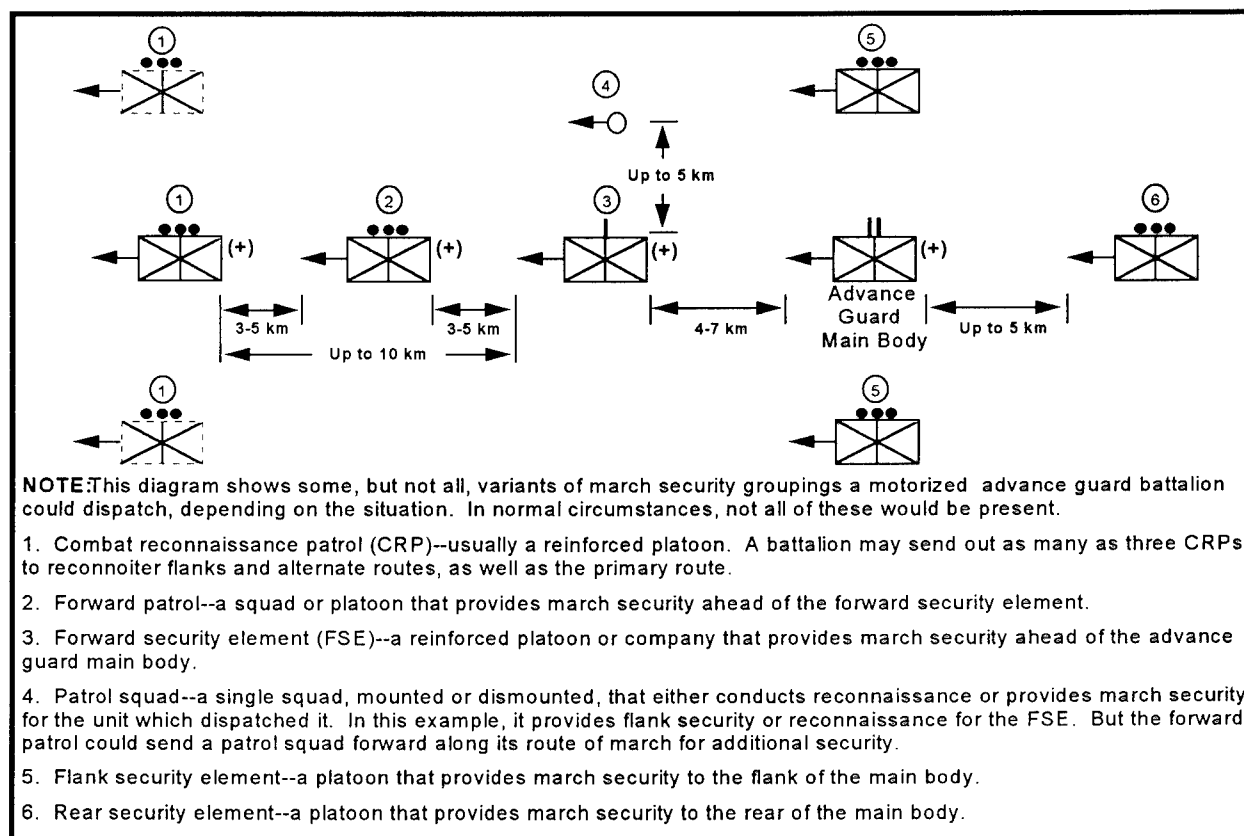 1
5
4
Up to 5 km
1
2
3
6
(+)
(+)
(+)
(+)
Advance
Guard
Main Body
3-5 km
3-5 km
4-7 km
Up to 5 km
Up to 10 km
1
5
NOTE:This diagram shows some, but not all, variants of march security groupings a motorized advance guard battalion
could dispatch, depending on the situation. In normal circumstances, not all of these would be present.
1. Combat reconnaissance patrol (CRP)--usually a reinforced platoon. A battalion may send out as many as three CRPs
to reconnoiter flanks and alternate routes, as well as the primary route.
2. Forward patrol--a squad or platoon that provides march security ahead of the forward security element.
3. Forward security element (FSE)--a reinforced platoon or company that provides march security ahead of the advance
guard main body.
4. Patrol squad--a single squad, mounted or dismounted, that either conducts reconnaissance or provides march security
for the unit which dispatched it. In this example, it provides flank security or reconnaissance for the FSE. But the forward
patrol could send a patrol squad forward along its route of march for additional security.
5. Flank security element--a platoon that provides march security to the flank of the main body.
6. Rear security element--a platoon that provides march security to the rear of the main body.